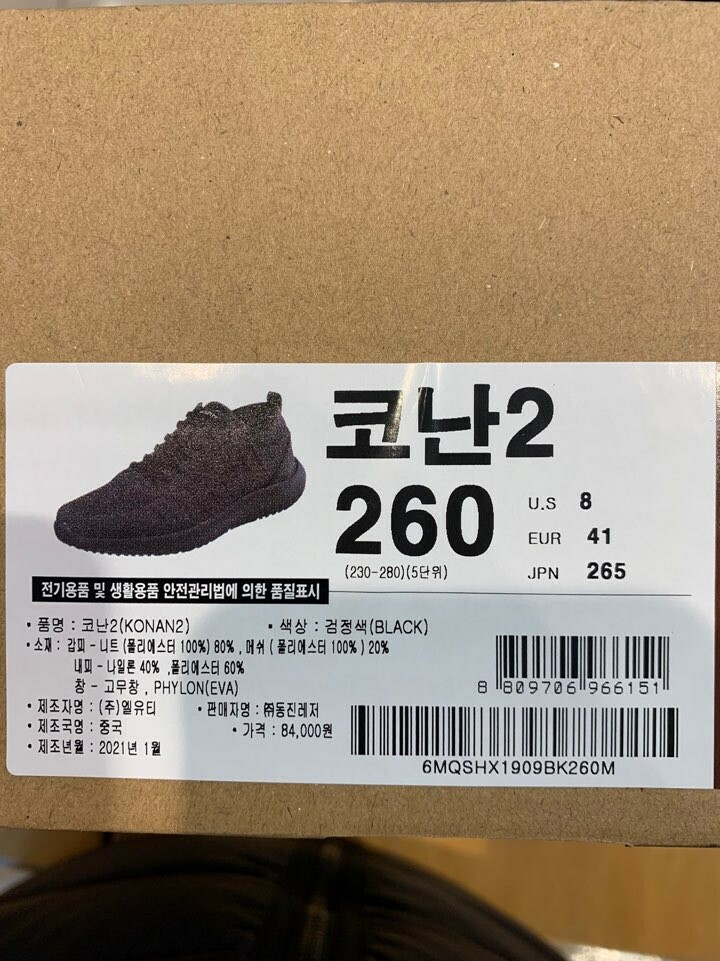 코난2
260
U.S 8
EUR 41
JPN 265
(230-280)(5단위)
전기용품 및 생활용품 안전관리법에 의한 품질표시
• 품명 : 코난2(KONAN2) • 색상 : 검정색(BLACK)
• 소재 : 갑피 - 니트 (폴리에스터 100%) 80% , 메쉬 ( 폴리에스터 100% ) 20%
내피 - 나일론 40% ,폴리에스터 60%
창 - 고무창 , PHYLON(EVA)
• 제조자명 : (주)엘유티 • 판매자명 : ㈜동진레저
• 제조국명 : 중국 • 가격 : 84,000원
• 제조년월 : 2021년 1월
8 809706 966151
6MQSHX1909BK260M